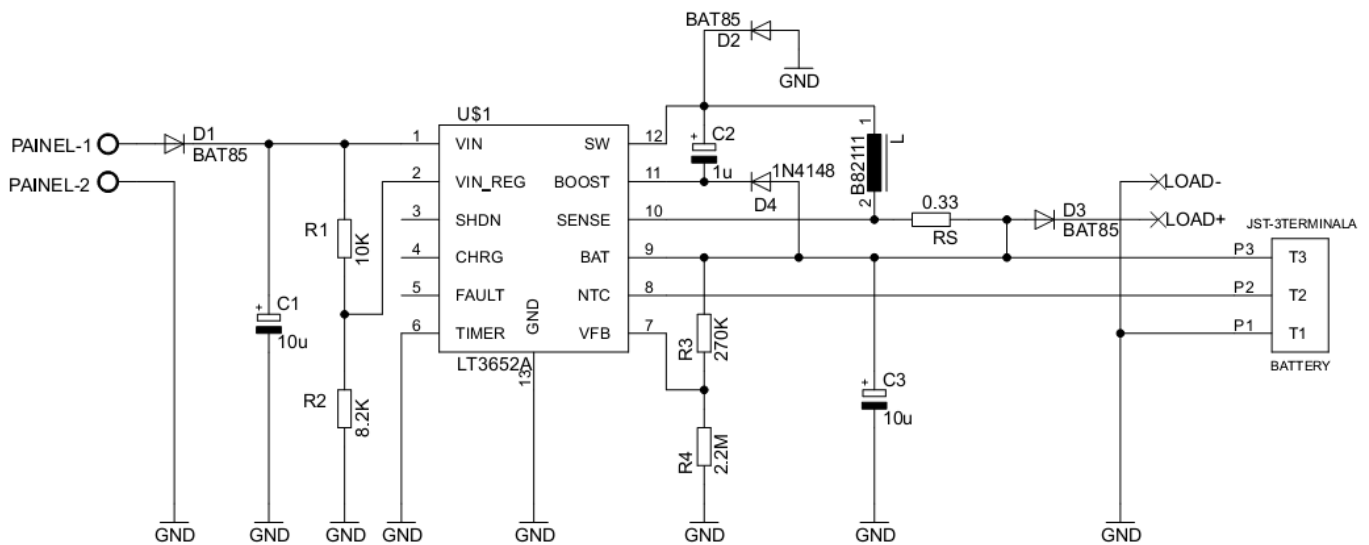 BAT85
D2
GND
U$1
PAINEL-1
D1
BAT85
1
VIN
SW
12
+
C2
1u
1
L
B82111
2
PAINEL-2
2
VIN_REG
BOOST
11
1N4148
D4
LOAD-
3
SHDN
SENSE
10
0.33
RS
D3
BAT85
LOAD+
JST-3TERMINALA
R1
10K
4
CHRG
BAT
9
P3
T3
5
FAULT
GND
NTC
8
P2
T2
+
C1
10u
6
TIMER
VFB
7
R3
270K
P1
T1
LT3652A
13
BATTERY
R2
8.2K
+
C3
10u
R4
2.2M
GND
GND
GND
GND
GND
GND
GND
GND